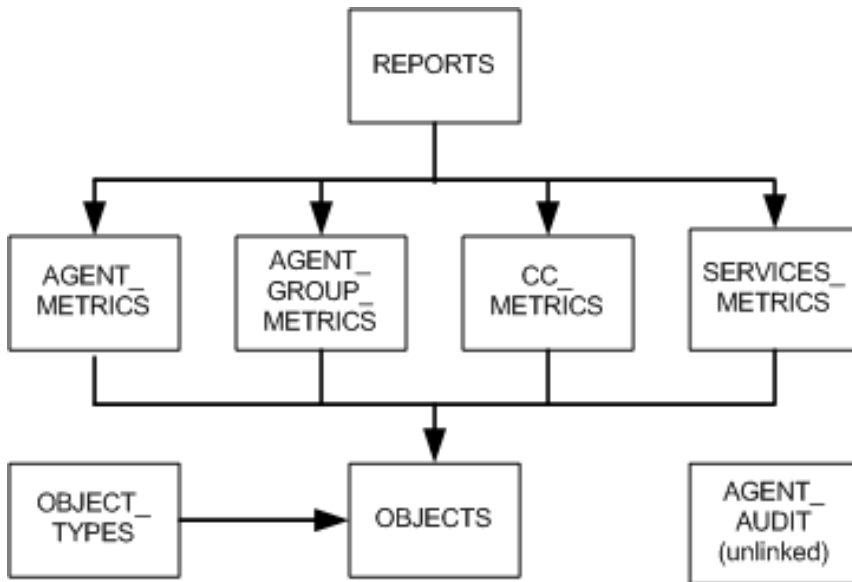 REPORTS
AGENT_
METRICS
AGENT_
GROUP_
METRICS
CC_
METRICS
SERVICES_
METRICS
OBJECT_
TYPES
OBJECTS
AGENT_
AUDIT
(unlinked)